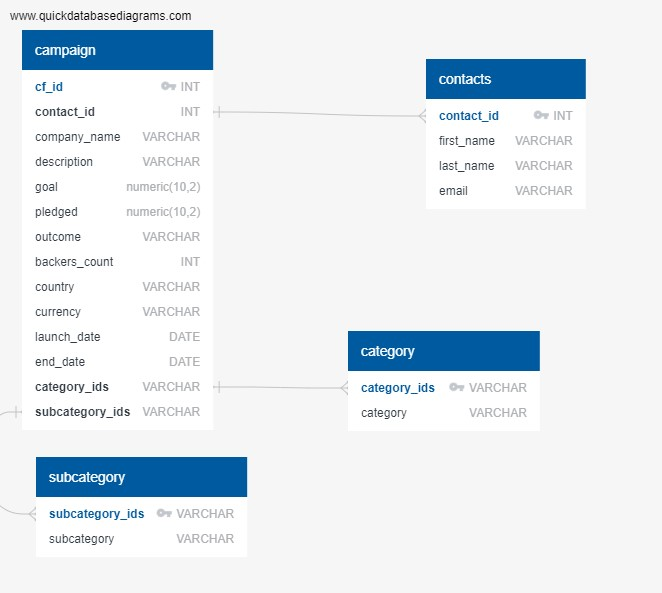 www.quickdatabasediagrams.com
campaign
cf_id INT
contact_id INT
company_name VARCHAR
description VARCHAR
goal numeric(10,2)
pledged numeric(10,2)
outcome VARCHAR
backers_count INT
country VARCHAR
currency VARCHAR
launch_date DATE
end_date DATE
category_ids VARCHAR
subcategory_ids VARCHAR
contacts
contact_id INT
first_name VARCHAR
last_name VARCHAR
email VARCHAR
category
category_ids VARCHAR
category VARCHAR
subcategory
subcategory_ids VARCHAR
subcategory VARCHAR